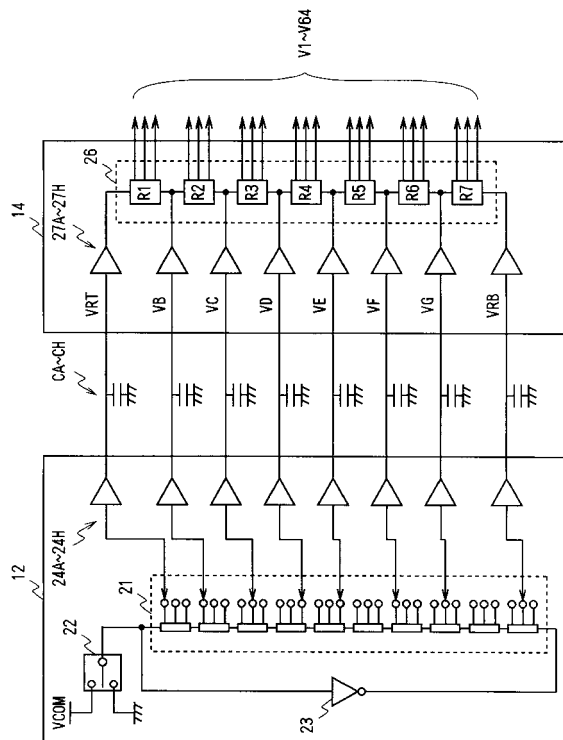 14
27A~27H
26
VRT
R1
VB
R2
VC
R3
VD
R4
VE
R5
VF
R6
VG
R7
VRB
V1~V64
CA~CH
12
24A~24H
21
22
VCOM
23